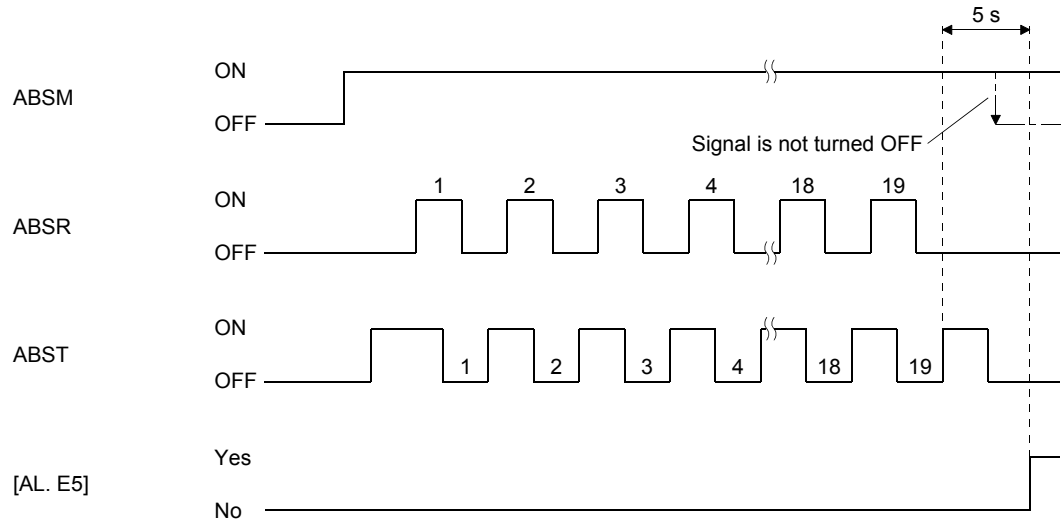 5 s
ABSM
ON
OFF
Signal is not turned OFF
ABSR
ON
OFF
1 2 3 4 18 19
ABST
ON
OFF
1 2 3 4 18 19
[AL. E5]
Yes
No